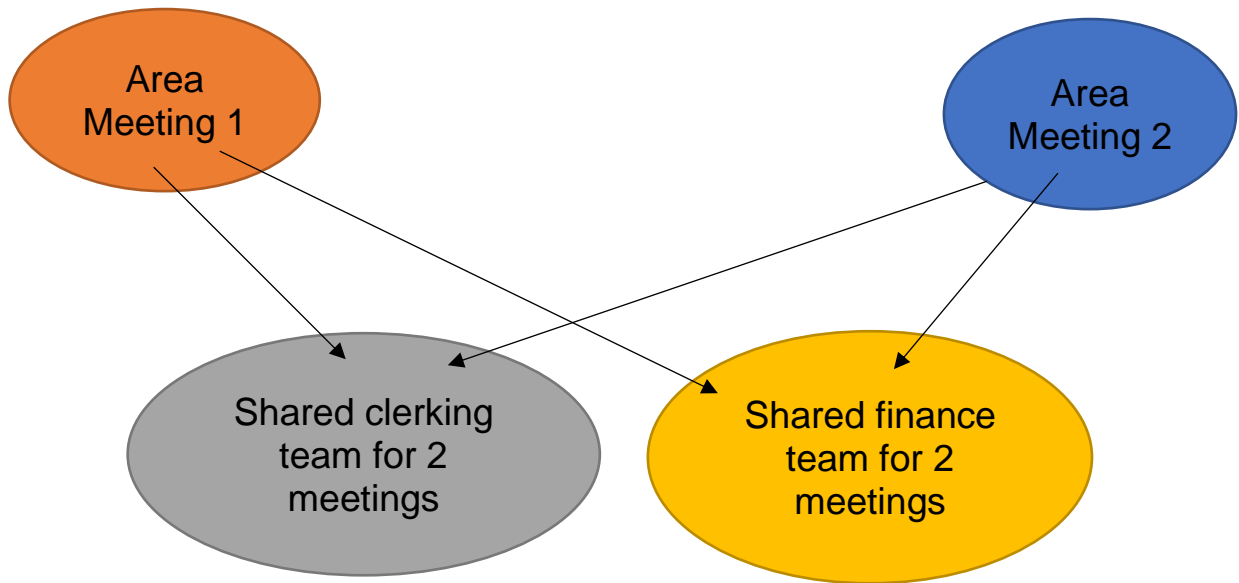 Area
Meeting 1
Area
Meeting 2
Shared clerking
team for 2
meetings
Shared finance
team for 2
meetings